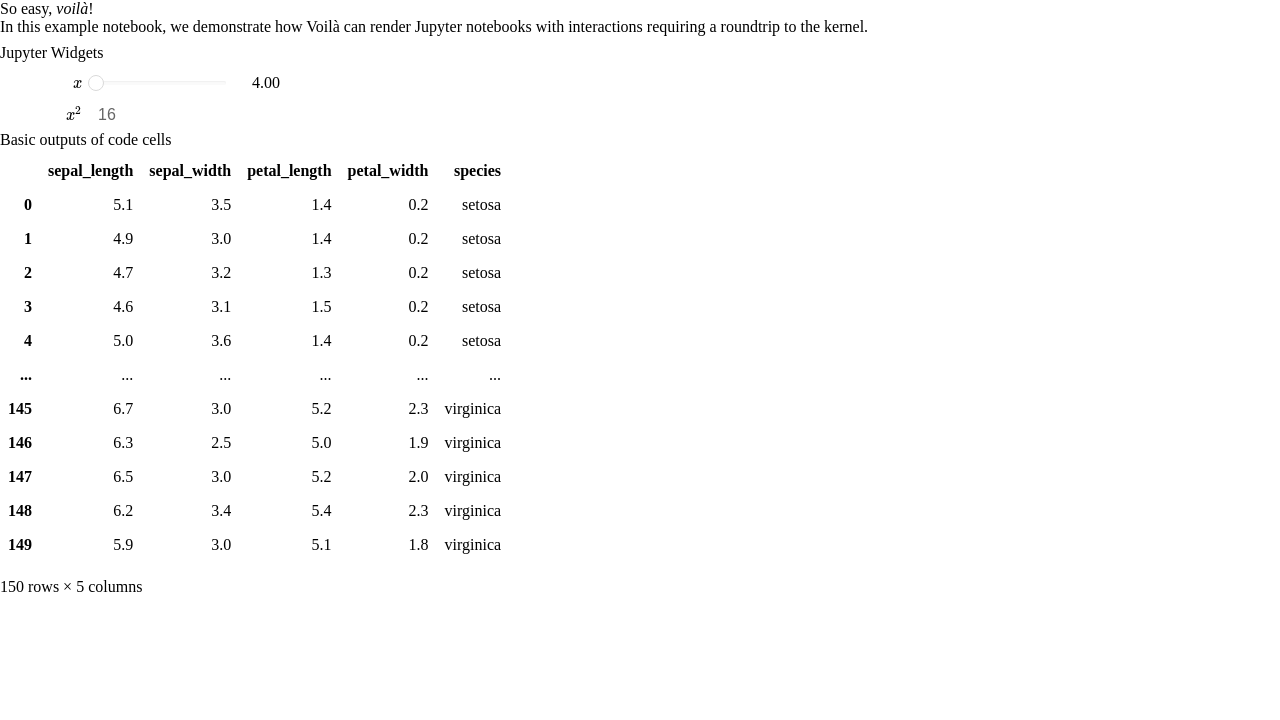 So easy, voilà!
In this example notebook, we demonstrate how Voilà can render Jupyter notebooks with interactions requiring a roundtrip to the kernel.
Jupyter Widgets
x 4.00
x² 16
Basic outputs of code cells
sepal_length sepal_width petal_length petal_width species
0 5.1 3.5 1.4 0.2 setosa
1 4.9 3.0 1.4 0.2 setosa
2 4.7 3.2 1.3 0.2 setosa
3 4.6 3.1 1.5 0.2 setosa
4 5.0 3.6 1.4 0.2 setosa
... ... ... ... ... ...
145 6.7 3.0 5.2 2.3 virginica
146 6.3 2.5 5.0 1.9 virginica
147 6.5 3.0 5.2 2.0 virginica
148 6.2 3.4 5.4 2.3 virginica
149 5.9 3.0 5.1 1.8 virginica
150 rows × 5 columns